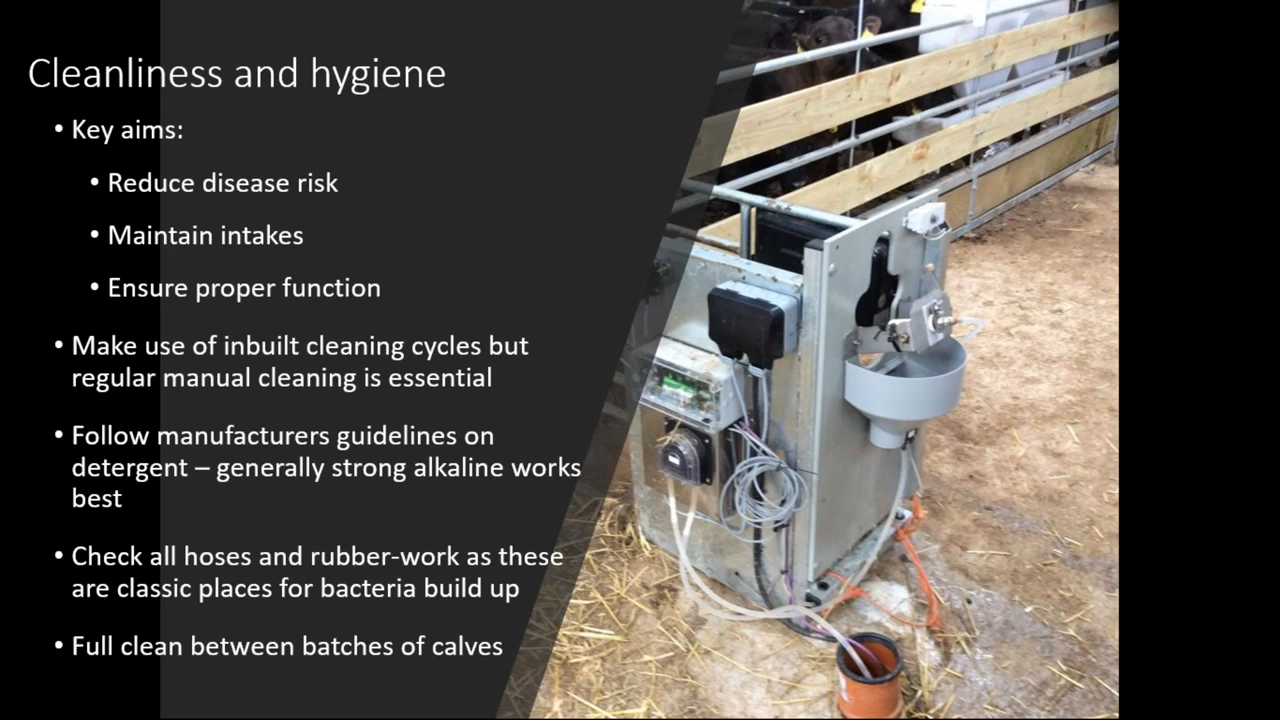 Cleanliness and hygiene
• Key aims:
• Reduce disease risk
• Maintain intakes
• Ensure proper function
• Make use of inbuilt cleaning cycles but
regular manual cleaning is essential
• Follow manufacturers guidelines on
detergent – generally strong alkaline works
best
• Check all hoses and rubber-work as these
are classic places for bacteria build up
• Full clean between batches of calves